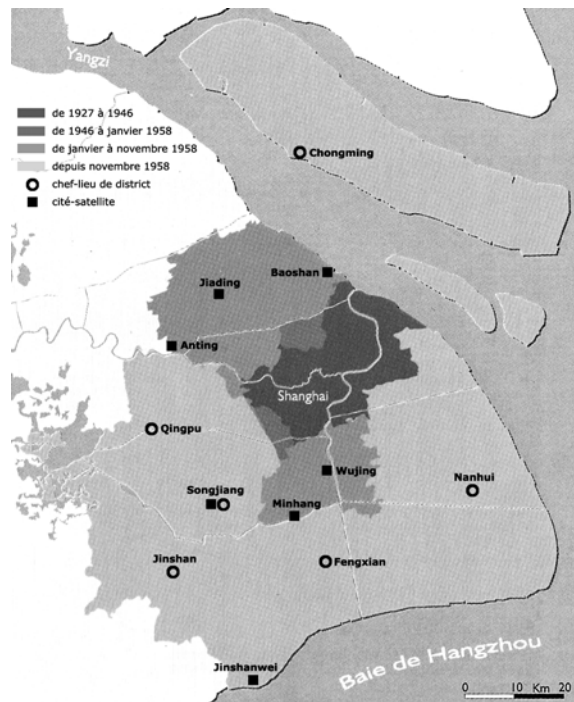 Yangzi
de 1927 à 1946
de 1946 à janvier 1958
de janvier à novembre 1958
depuis novembre 1958
chef-lieu de district
cité-satellite
Chongming
Baoshan
Jiading
Anting
Shanghai
Qingpu
Wujing
Nanhui
Songjiang
Minhang
Jinshan
Fengxian
Jinshanwei
Baie de Hangzhou
0 10 Km 20